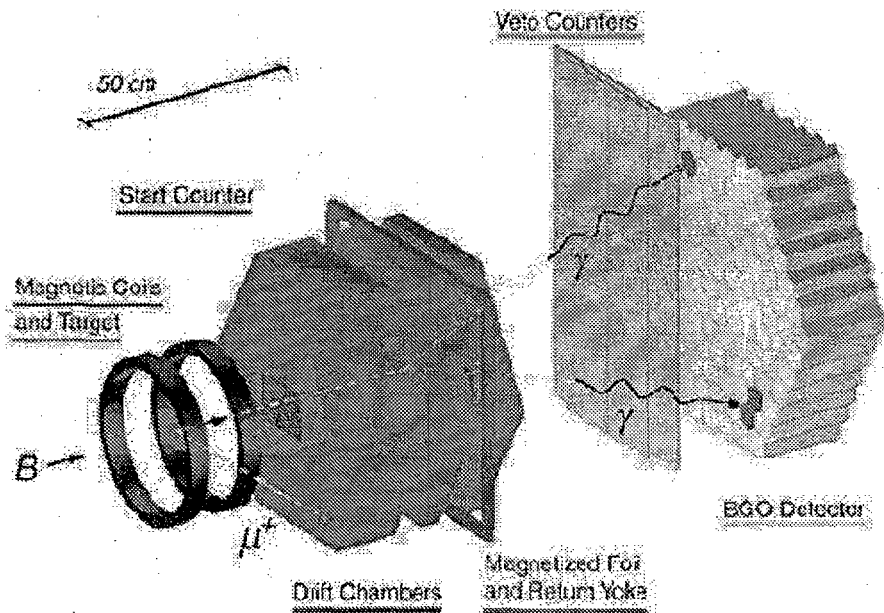 Veto Counters
50 cm
Start Counter
Magnetic Coils
and Target
γ
γ
B
μ+
BGO Detector
Drift Chambers
Magnetized Foil
and Return Yoke